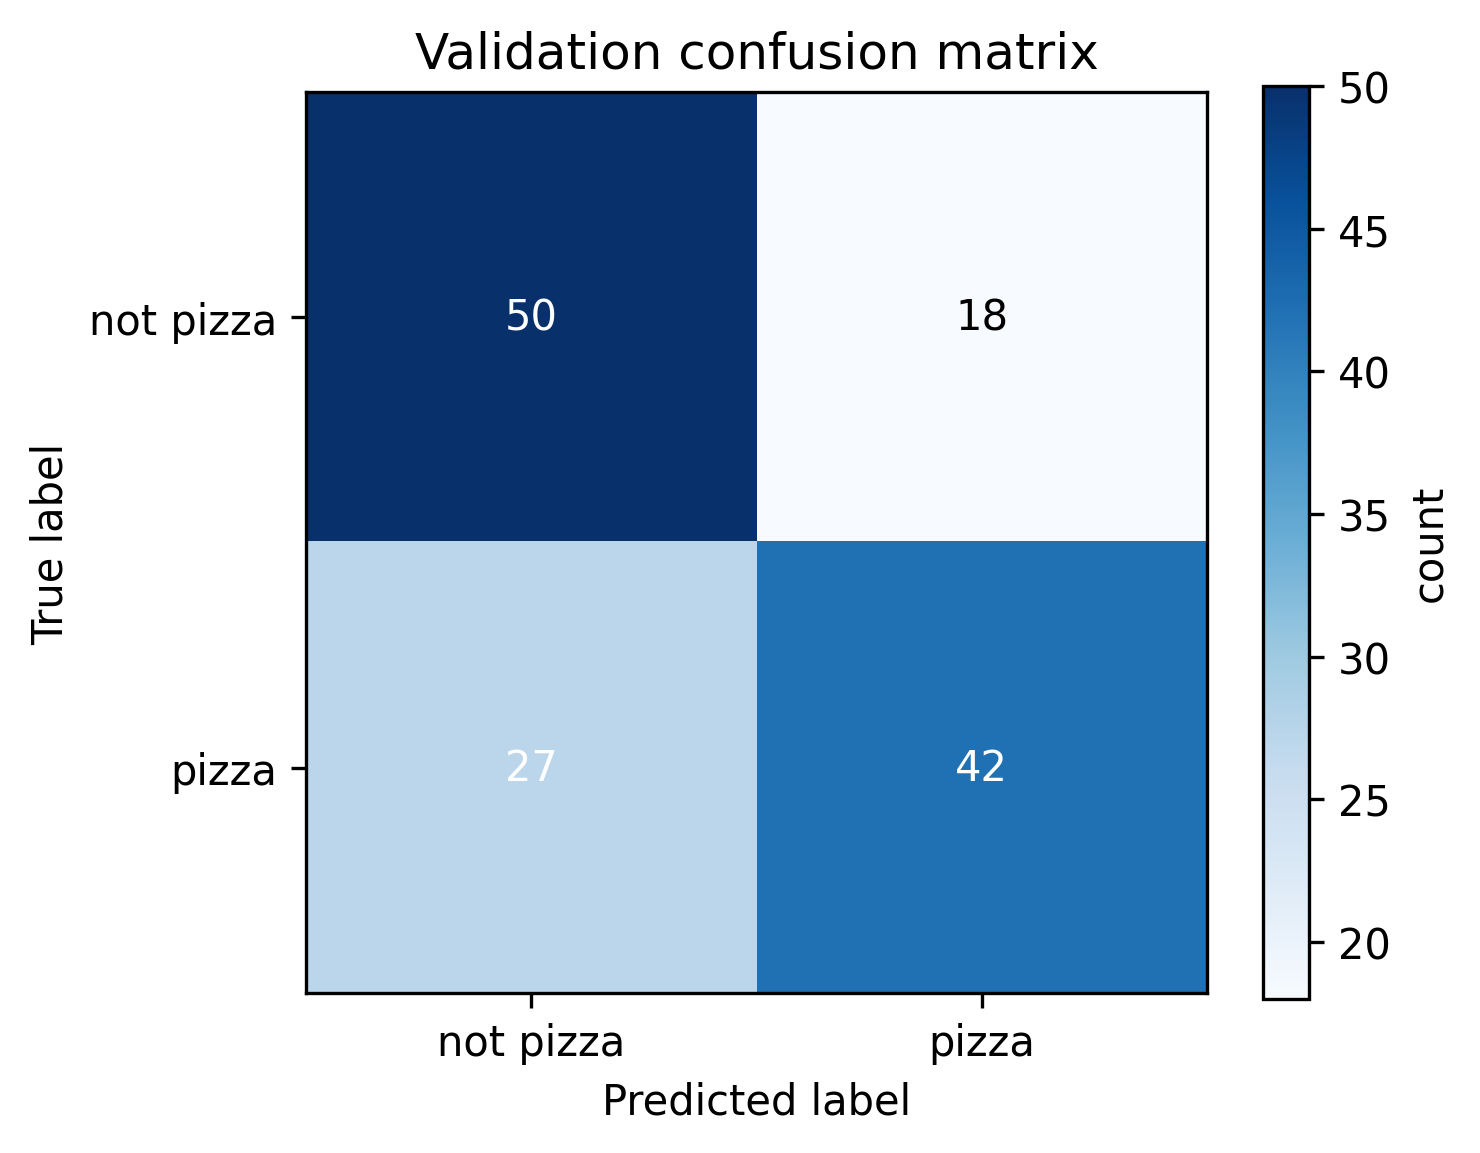 Validation confusion matrix
True label
not pizza
pizza
50
18
27
42
not pizza
pizza
Predicted label
50
45
40
35
30
25
20
count